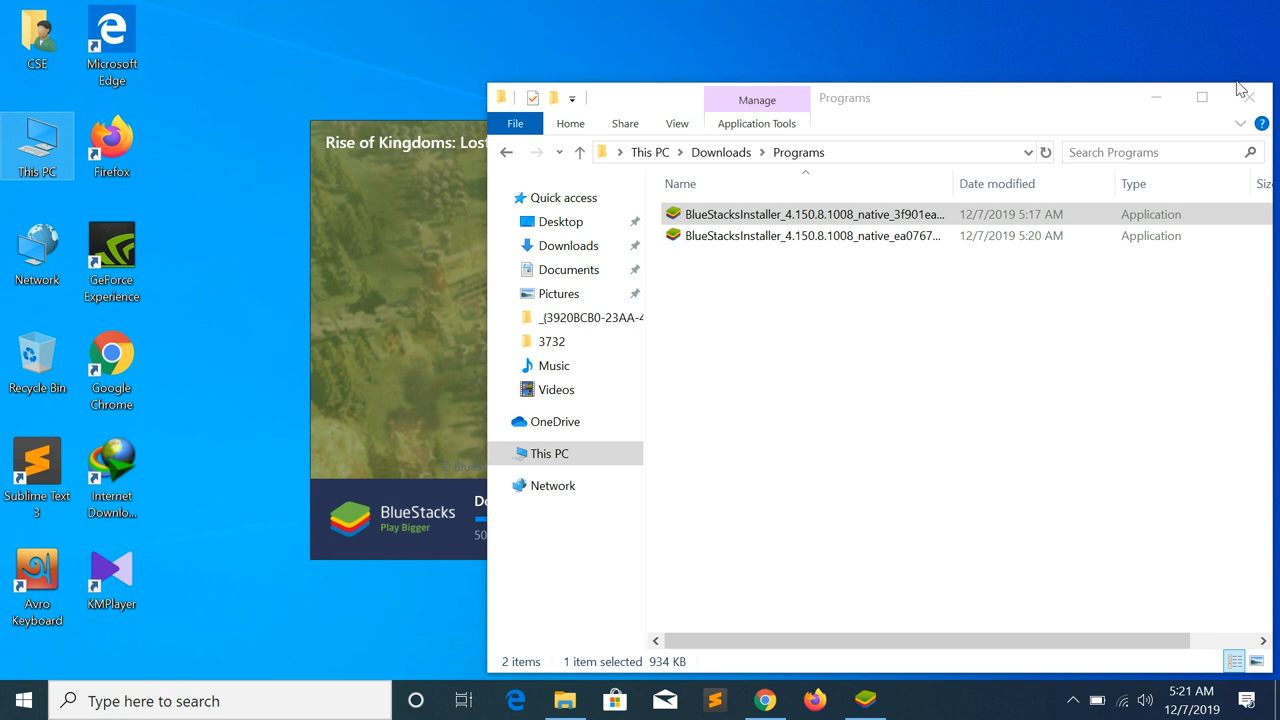 CSE
Microsoft
Edge
This PC
Firefox
Network
GeForce
Experience
Recycle Bin
Google
Chrome
Sublime Text
3
Internet
Downlo...
Avro
Keyboard
KMPlayer
Rise of Kingdoms: Lost
BlueStacks
Play Bigger
50
Manage
Programs
File
Home
Share
View
Application Tools
This PC
Downloads
Programs
Search Programs
Name
Date modified
Type
BlueStacksInstaller_4.150.8.1008_native_3f901ea...
12/7/2019 5:17 AM
Application
BlueStacksInstaller_4.150.8.1008_native_ea0767...
12/7/2019 5:20 AM
Application
Quick access
Desktop
Downloads
Documents
Pictures
_{3920BCB0-23AA-4
3732
Music
Videos
OneDrive
This PC
Network
2 items
1 item selected 934 KB
Type here to search
5:21 AM
12/7/2019